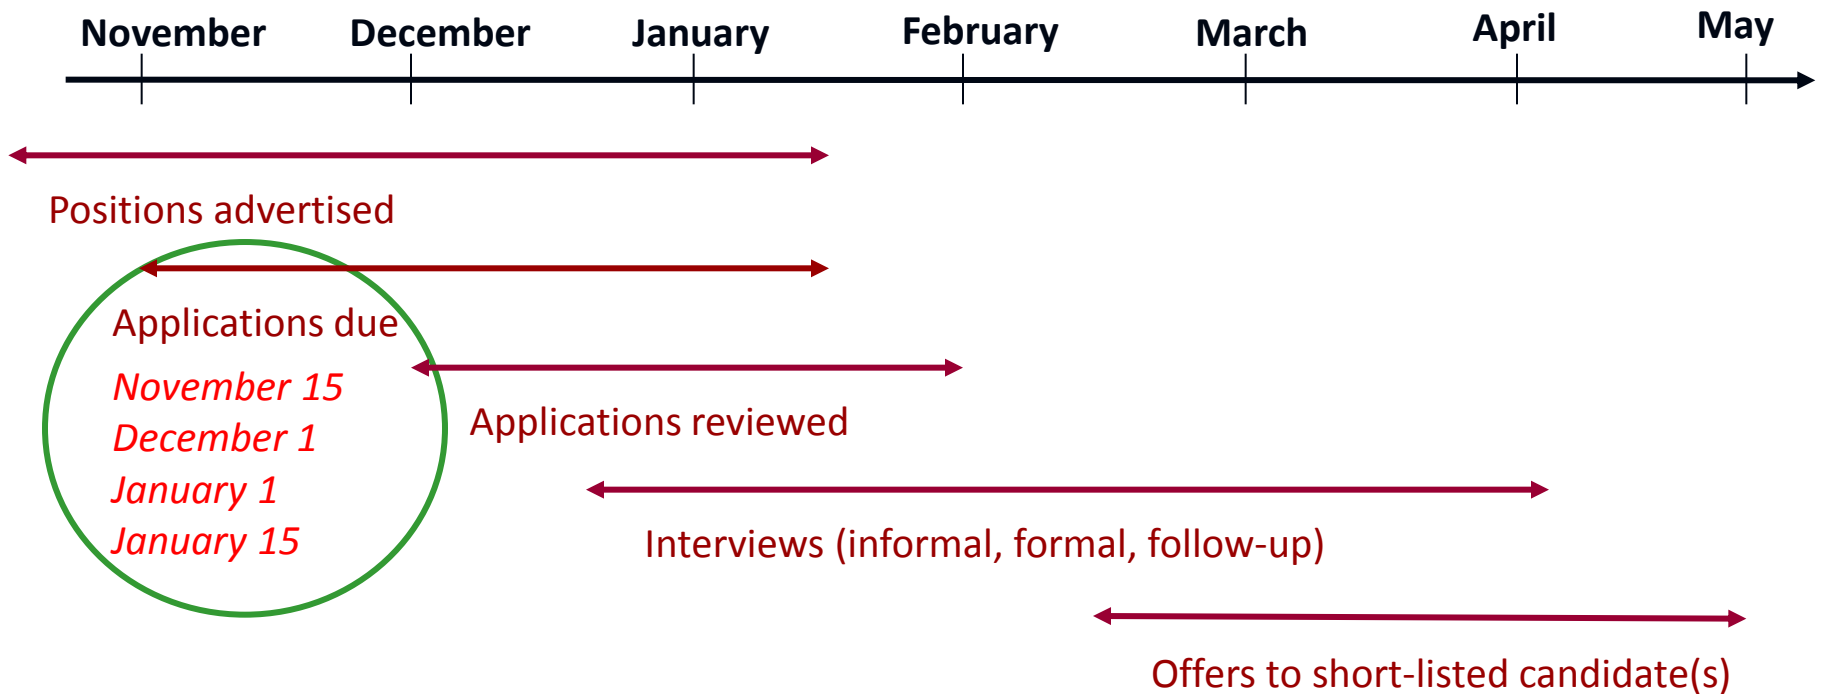 November December January February March April May
Positions advertised
Applications due
November 15
December 1
January 1
January 15
Applications reviewed
Interviews (informal, formal, follow-up)
Offers to short-listed candidate(s)